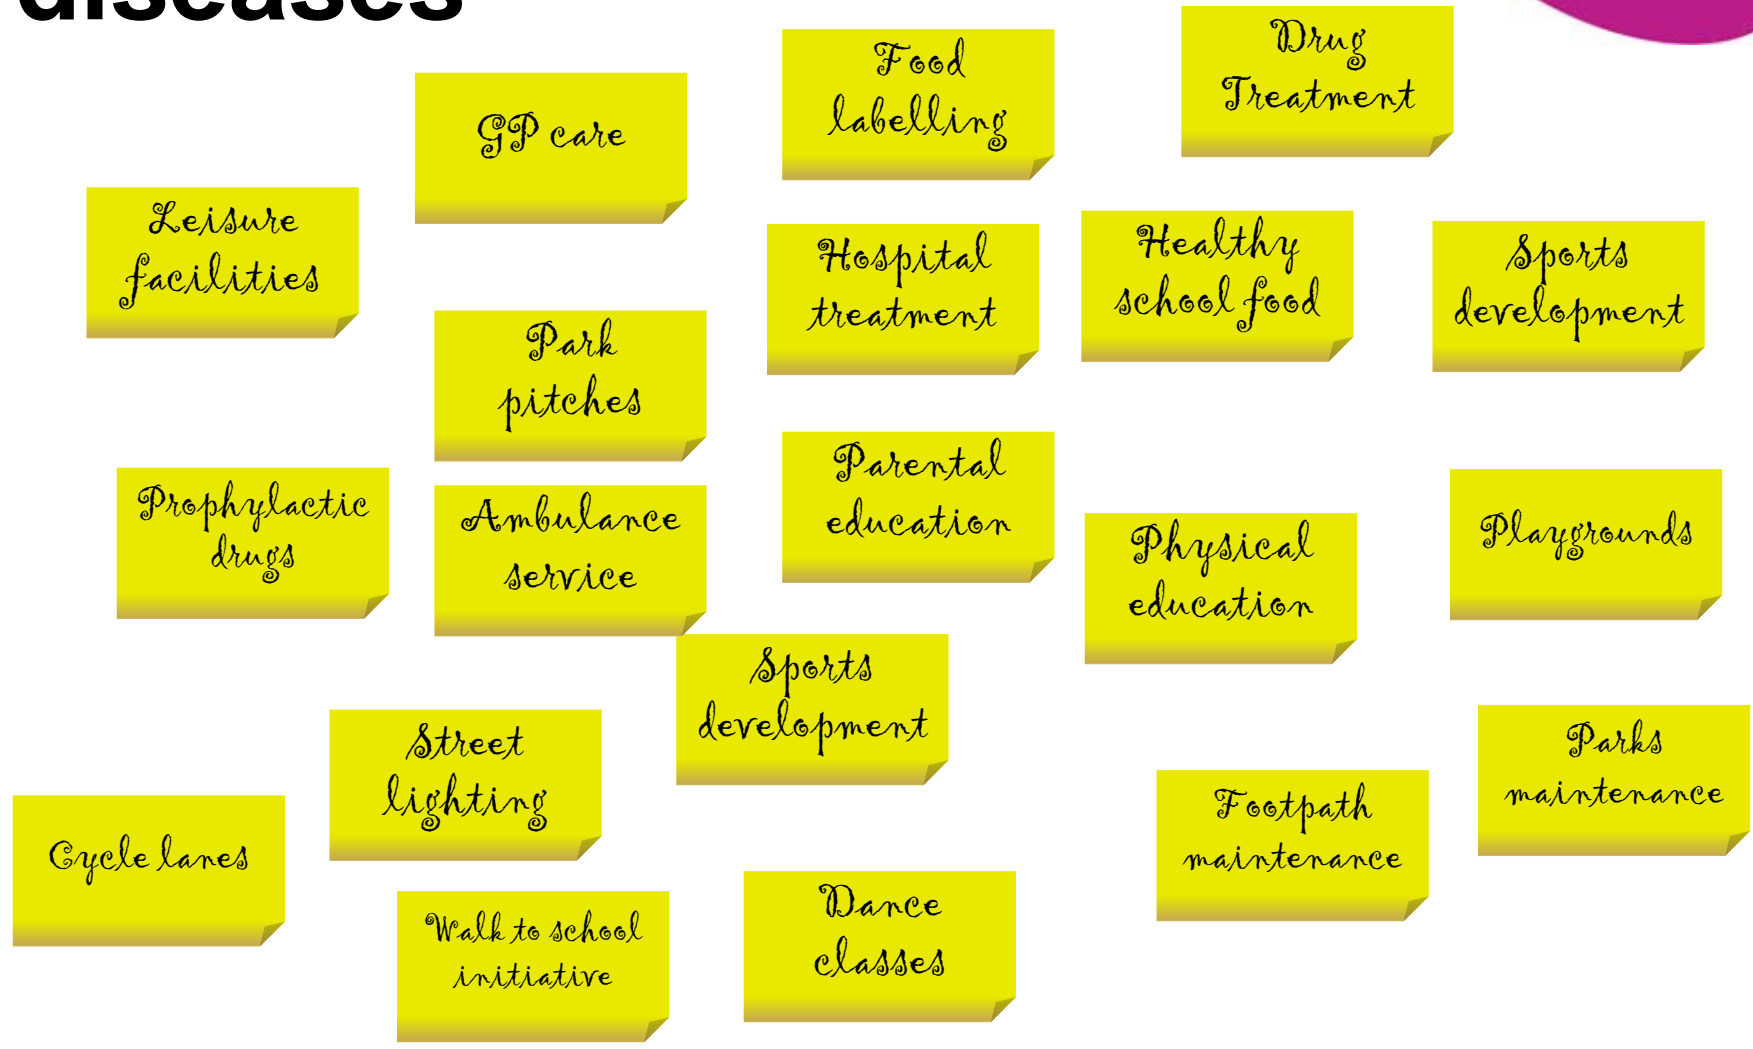 diseases
Food
labelling
Drug
Treatment
GP care
Leisure
facilities
Hospital
treatment
Healthy
school food
Sports
development
Park
pitches
Prophylactic
drugs
Ambulance
service
Parental
education
Physical
education
Playgrounds
Sports
development
Street
lighting
Parks
maintenance
Cycle lanes
Footpath
maintenance
Walk to school
initiative
Dance
classes